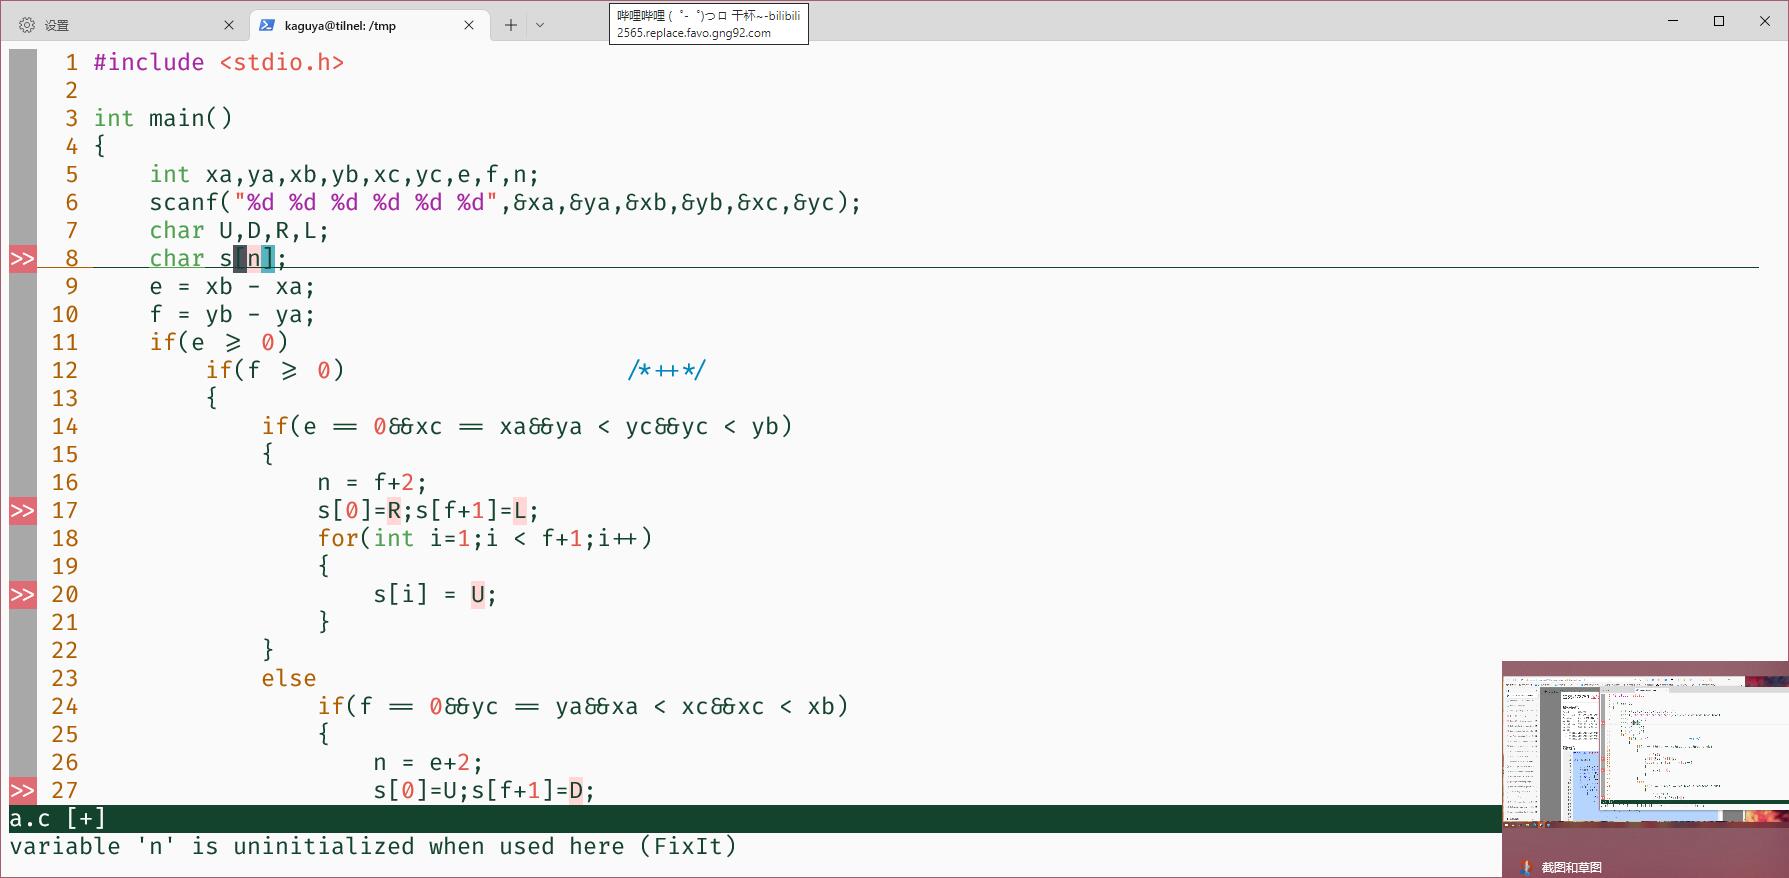 设置
kaguya@tilnel: /tmp
哔哩哔哩 (゜-゜)つロ 干杯~-bilibili
2565.replace.favo.gng92.com
1 #include <stdio.h>
2
3 int main()
4 {
5 int xa,ya,xb,yb,xc,yc,e,f,n;
6 scanf("%d %d %d %d %d %d",&xa,&ya,&xb,&yb,&xc,&yc);
7 char U,D,R,L;
>> 8 char s[n];
9 e = xb - xa;
10 f = yb - ya;
11 if(e >= 0)
12 if(f >= 0) /*++*/
13 {
14 if(e == 0&&xc == xa&&ya < yc&&yc < yb)
15 {
16 n = f+2;
>> 17 s[0]=R;s[f+1]=L;
18 for(int i=1;i < f+1;i++)
19 {
>> 20 s[i] = U;
21 }
22 }
23 else
24 if(f == 0&&yc == ya&&xa < xc&&xc < xb)
25 {
26 n = e+2;
>> 27 s[0]=U;s[f+1]=D;
a.c [+]
variable 'n' is uninitialized when used here (FixIt)
截图和草图